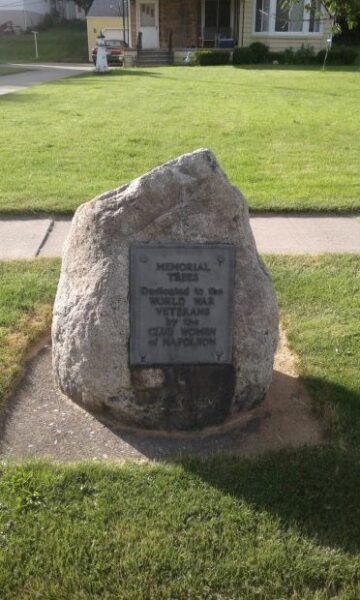 MEMORIAL
TREES
Dedicated to the
WORLD WAR
VETERANS
by the
CLUB WOMEN
of NAPOLEON